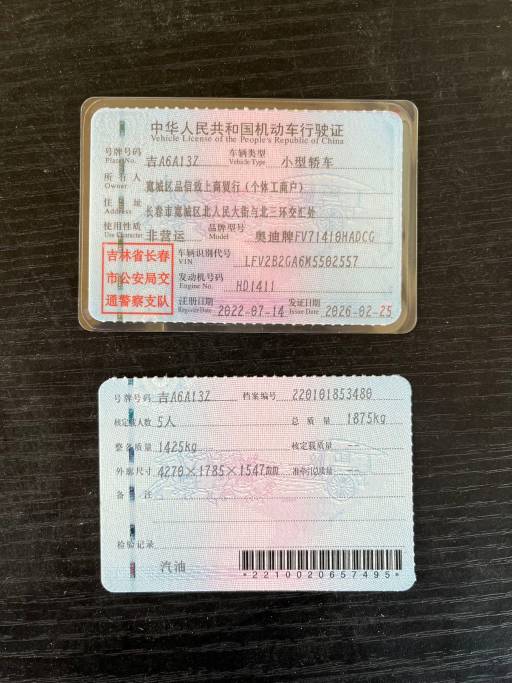 中华人民共和国机动车行驶证
Vehicle License of the People's Republic of China
号牌号码 吉A6A13Z 车辆类型 小型轿车
Plate No. Vehicle Type
所有人 宽城区品信致上商贸行（个体工商户）
Owner
住址 长春市宽城区北人民大街与北三环交汇处
Address
使用性质 非营运 品牌型号 奥迪牌FV71410HADCG
Use Character Model
吉林省长春市公安局交通警察支队
车辆识别代号 LFV2B2GA6M5502557
VIN
发动机号码 HD1411
Engine No.
注册日期 2022-07-14 发证日期 2026-02-25
Register Date Issue Date
号牌号码 吉A6A13Z 档案编号 220101853480
核定载人数 5人 总质量 1875kg
整备质量 1425kg 核定载质量 --
外廓尺寸 4270×1785×1547mm 准牵引总质量 --
备注
检验记录
汽油
*2210020657495*